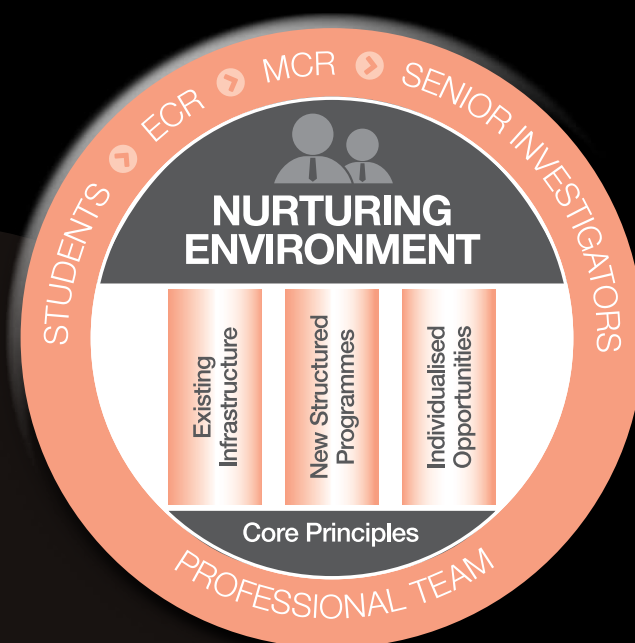 STUDENTS ECR MCR SENIOR INVESTIGATORS
NURTURING
ENVIRONMENT
Existing
Infrastructure
New Structured
Programmes
Individualised
Opportunities
Core Principles
PROFESSIONAL TEAM